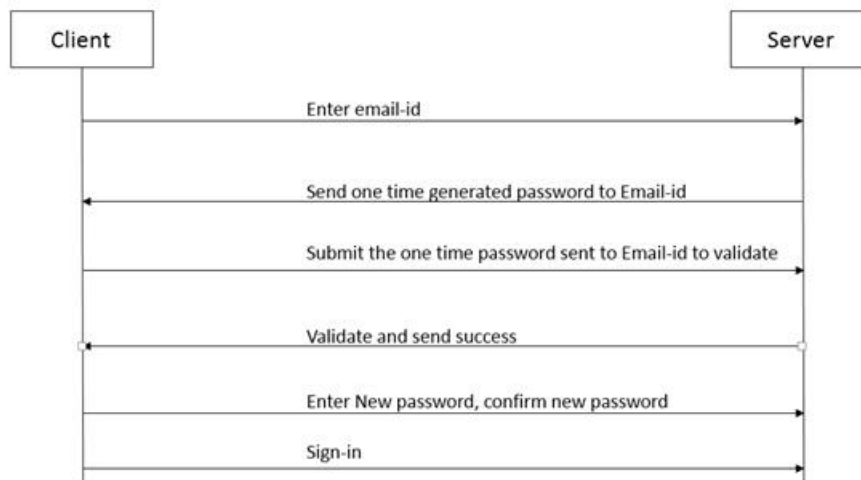 Client
Server
Enter email-id
Send one time generated password to Email-id
Submit the one time password sent to Email-id to validate
Validate and send success
Enter New password, confirm new password
Sign-in